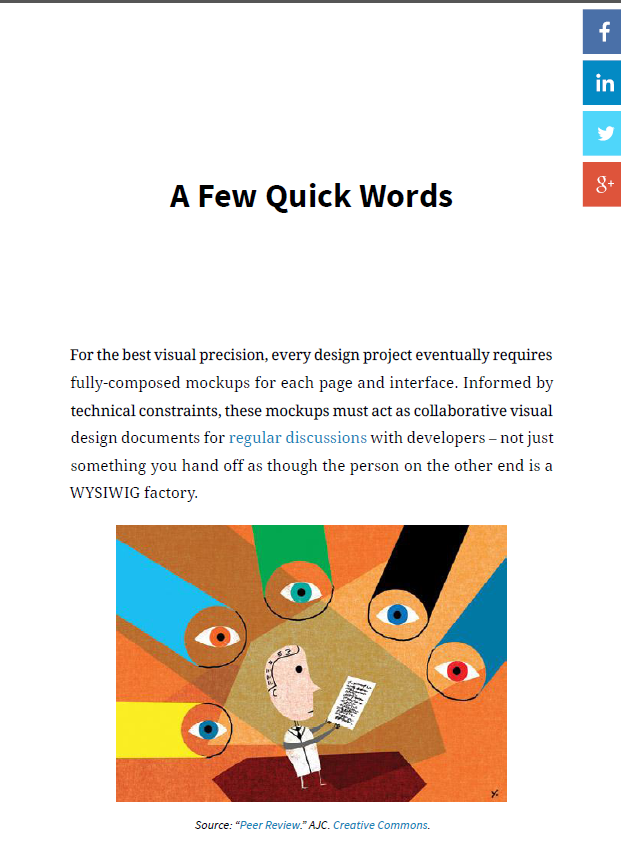 f
in
g+
A Few Quick Words
For the best visual precision, every design project eventually requires
fully-composed mockups for each page and interface. Informed by
technical constraints, these mockups must act as collaborative visual
design documents for regular discussions with developers – not just
something you hand off as though the person on the other end is a
WYSIWIG factory.
Source: “Peer Review.” AJC. Creative Commons.